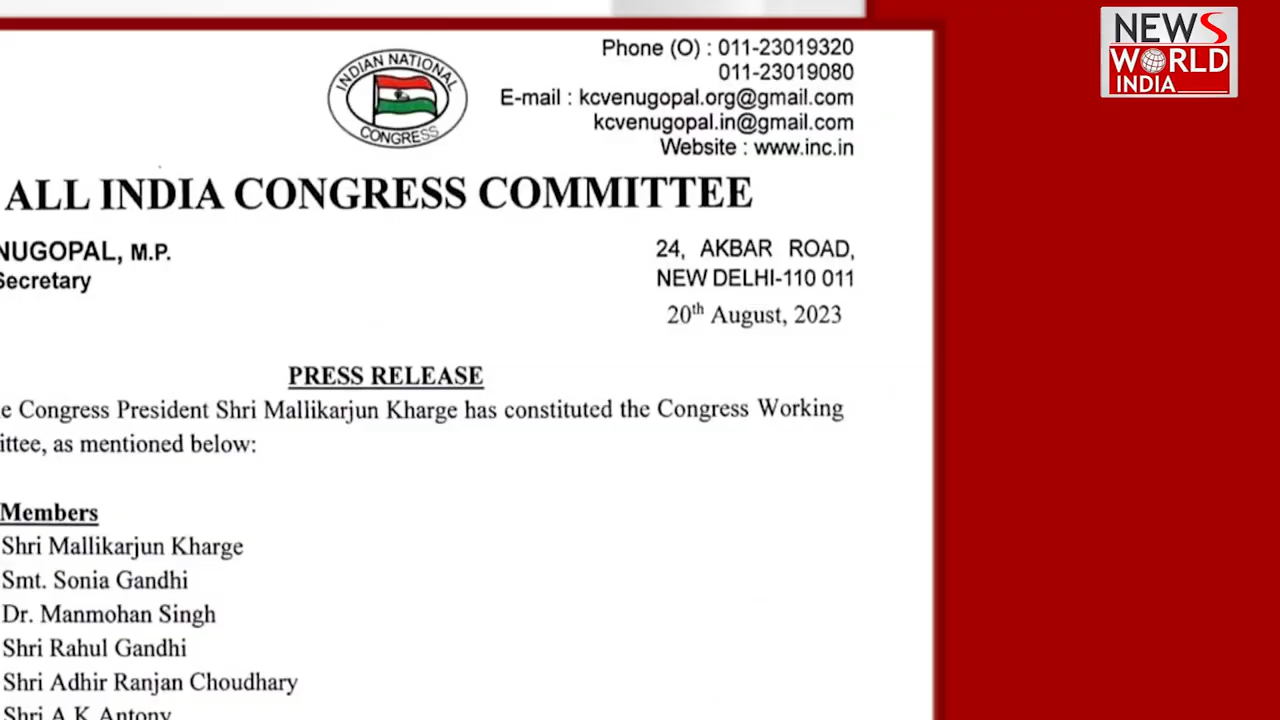 NEWS
WORLD
INDIA
INDIAN NATIONAL
CONGRESS
Phone (O) : 011-23019320
011-23019080
E-mail : kcvenugopal.org@gmail.com
kcvenugopal.in@gmail.com
Website : www.inc.in
ALL INDIA CONGRESS COMMITTEE
NUGOPAL, M.P.
Secretary
24, AKBAR ROAD,
NEW DELHI-110 011
20th August, 2023
PRESS RELEASE
e Congress President Shri Mallikarjun Kharge has constituted the Congress Working
ittee, as mentioned below:
Members
Shri Mallikarjun Kharge
Smt. Sonia Gandhi
Dr. Manmohan Singh
Shri Rahul Gandhi
Shri Adhir Ranjan Choudhary
Shri A K Antony